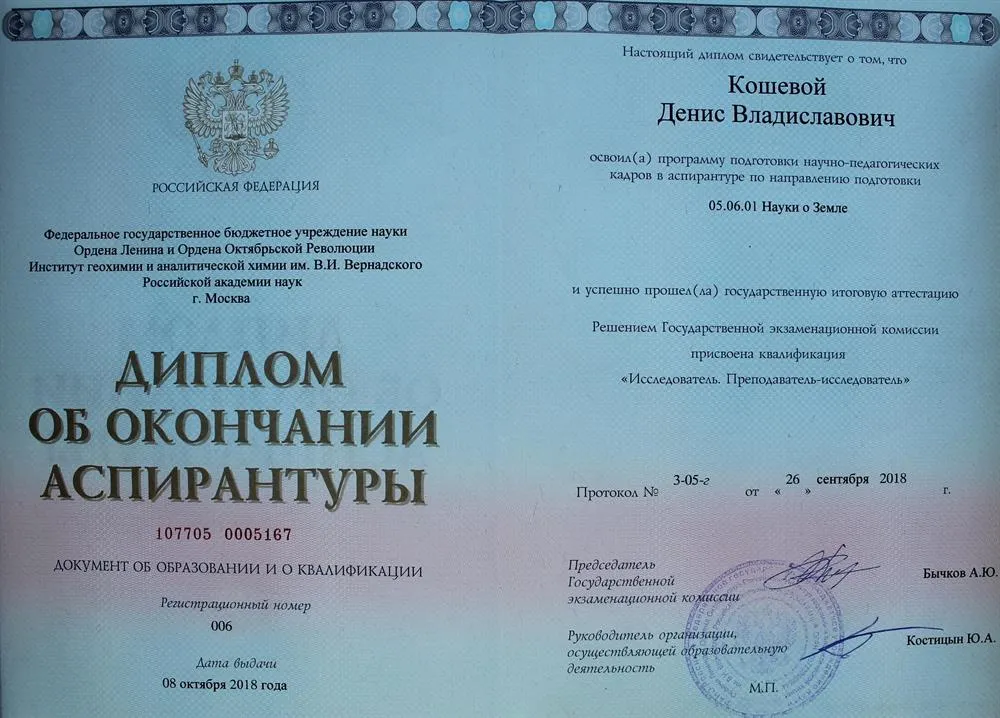 РОССИЙСКАЯ ФЕДЕРАЦИЯ
Федеральное государственное бюджетное учреждение науки
Ордена Ленина и Ордена Октябрьской Революции
Институт геохимии и аналитической химии им. В.И. Вернадского
Российской академии наук
г. Москва
ДИПЛОМ
ОБ ОКОНЧАНИИ
АСПИРАНТУРЫ
107705 0005167
ДОКУМЕНТ ОБ ОБРАЗОВАНИИ И О КВАЛИФИКАЦИИ
Регистрационный номер
006
Дата выдачи
08 октября 2018 года
Настоящий диплом свидетельствует о том, что
Кошевой
Денис Владиславович
освоил(а) программу подготовки научно-педагогических
кадров в аспирантуре по направлению подготовки
05.06.01 Науки о Земле
и успешно прошел(ла) государственную итоговую аттестацию
Решением Государственной экзаменационной комиссии
присвоена квалификация
«Исследователь. Преподаватель-исследователь»
Протокол № 3-05-г от « 26 » сентября 2018 г.
Председатель
Государственной
экзаменационной комиссии
Бычков А.Ю.
Руководитель организации,
осуществляющей образовательную
деятельность
Костицын Ю.А.
М.П.